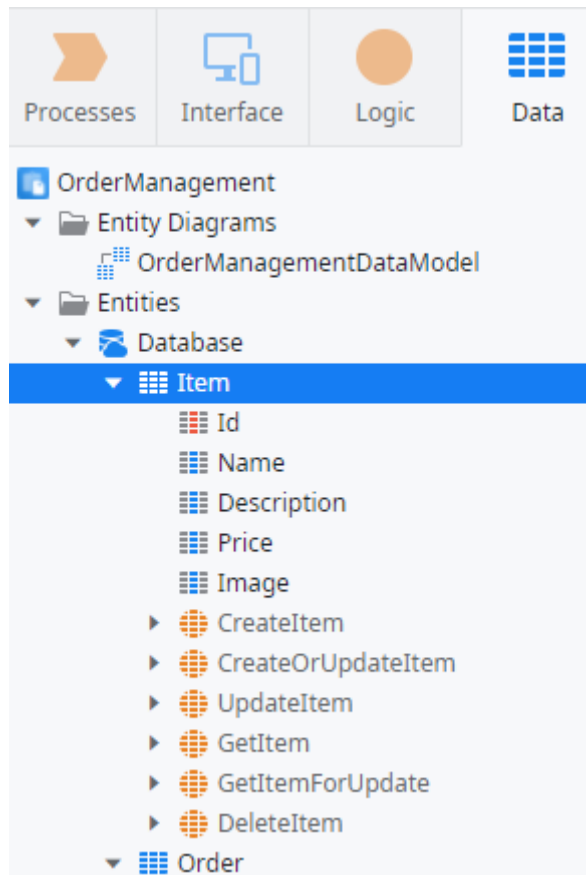 Processes Interface Logic Data
OrderManagement
Entity Diagrams
OrderManagementDataModel
Entities
Database
Item
Id
Name
Description
Price
Image
CreateItem
CreateOrUpdateItem
UpdateItem
GetItem
GetItemForUpdate
DeleteItem
Order